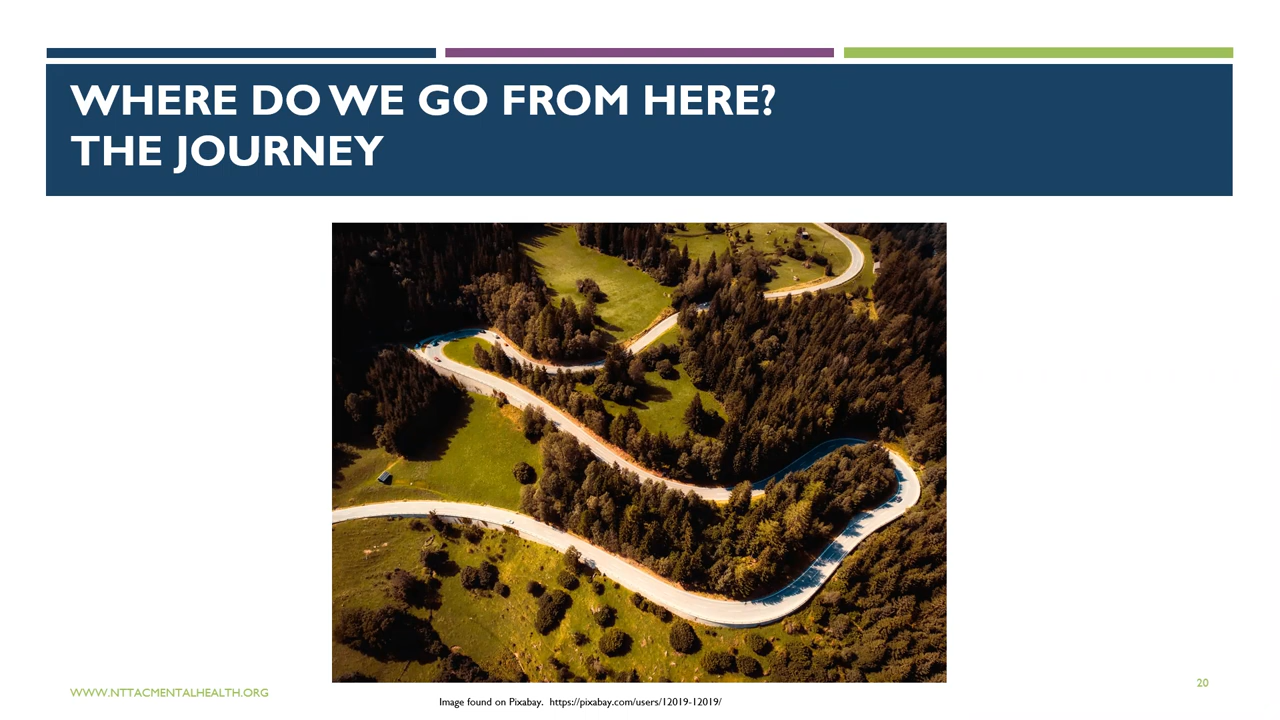 WHERE DO WE GO FROM HERE?
THE JOURNEY
WWW.NTTACMENTALHEALTH.ORG
Image found on Pixabay.  https://pixabay.com/users/12019-12019/
20